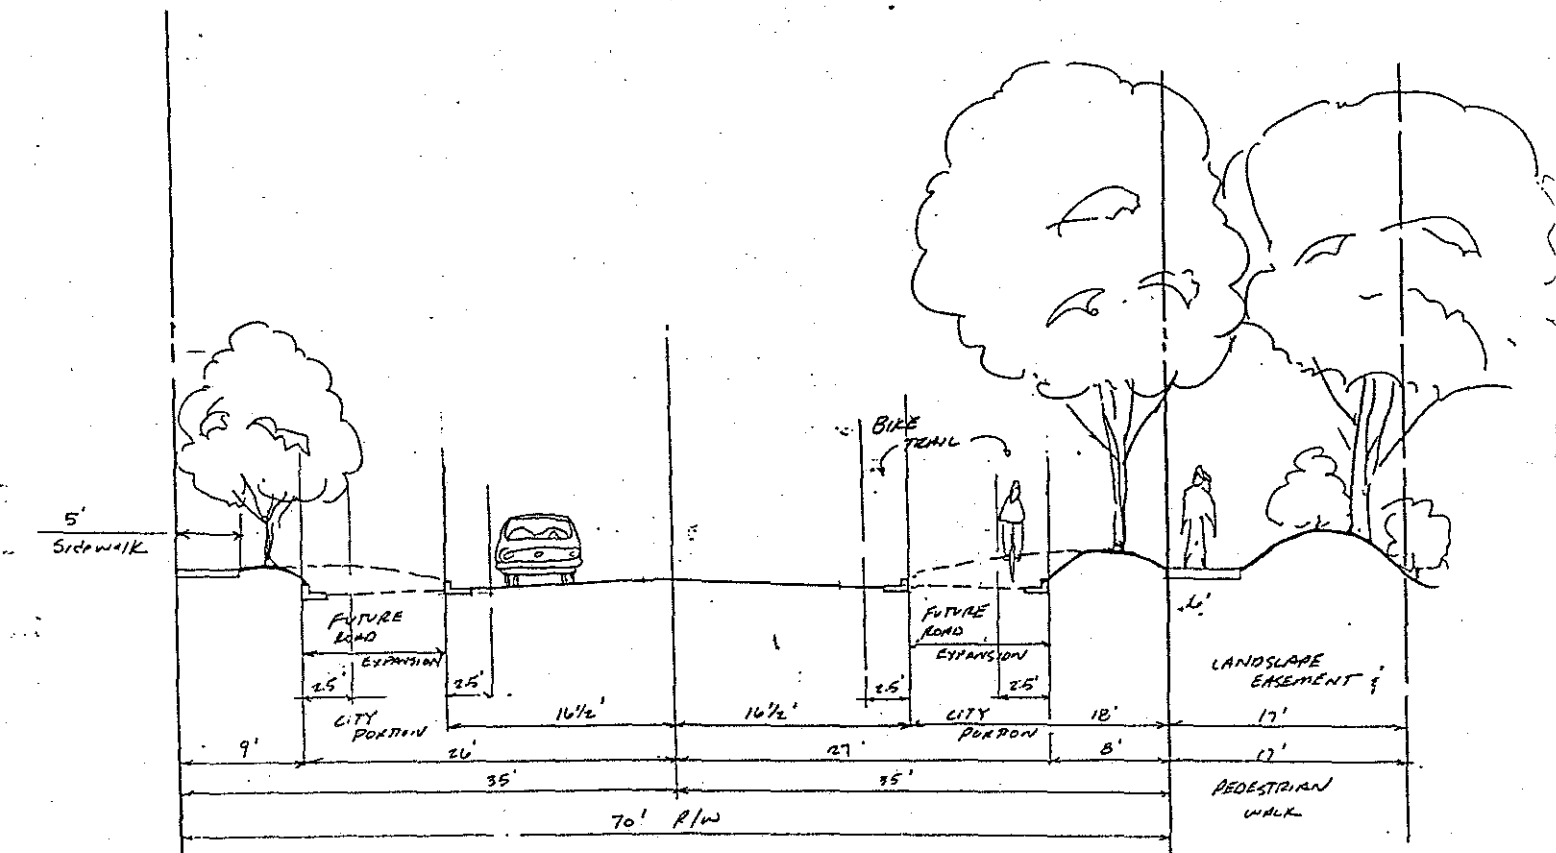 BIKE
TRAIL
5'
SIDEWALK
FUTURE
ROAD
EXPANSION
2.5'
2.5'
FUTURE
ROAD
EXPANSION
2.5'
2.5'
6'
LANDSCAPE
EASEMENT &
16½'
16½'
CITY
PORTION
CITY
PORTION
18'
17'
9'
26'
27'
8'
17'
35'
35'
PEDESTRIAN
WALK
70' R/W